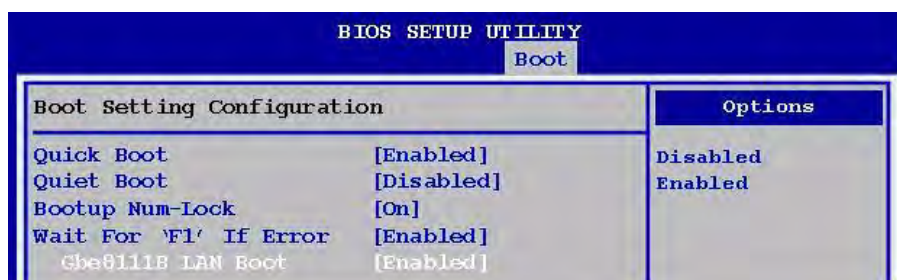 BIOS SETUP UTILITY
Boot
Boot Setting Configuration
Quick Boot [Enabled]
Quiet Boot [Disabled]
Bootup Num-Lock [On]
Wait For 'F1' If Error [Enabled]
Gbe8111B LAN Boot [Enabled]
Options
Disabled
Enabled